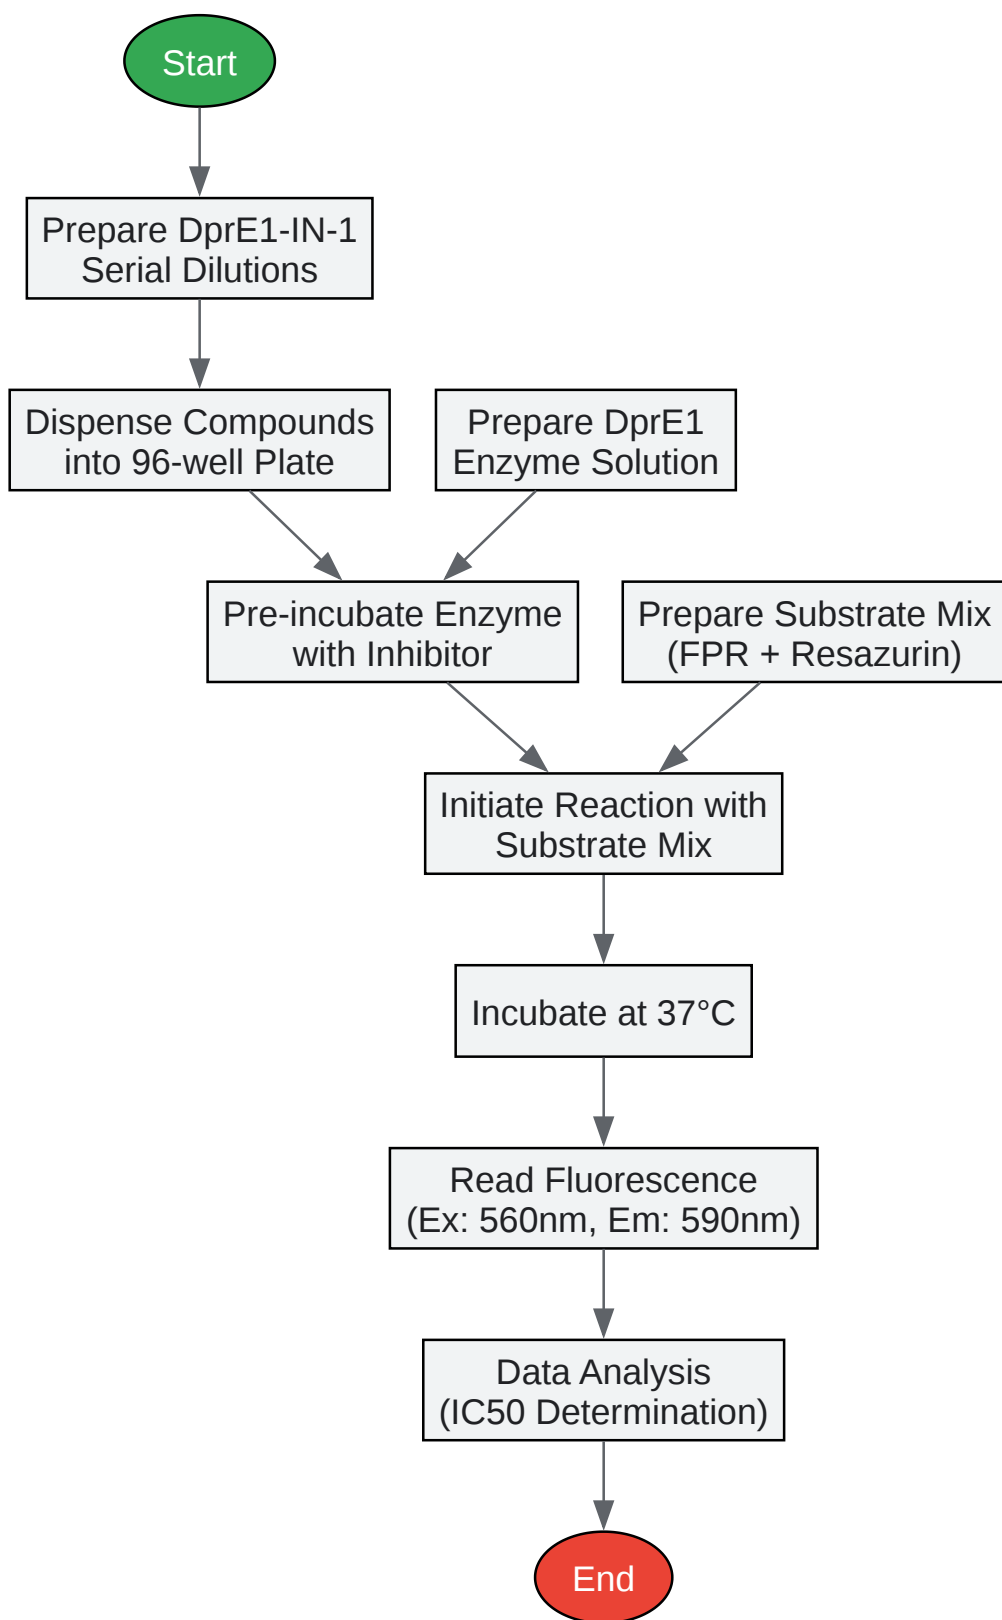 Start
Prepare DprE1-IN-1
Serial Dilutions
Dispense Compounds
into 96-well Plate
Prepare DprE1
Enzyme Solution
Pre-incubate Enzyme
with Inhibitor
Prepare Substrate Mix
(FPR + Resazurin)
Initiate Reaction with
Substrate Mix
Incubate at 37°C
Read Fluorescence
(Ex: 560nm, Em: 590nm)
Data Analysis
(IC50 Determination)
End